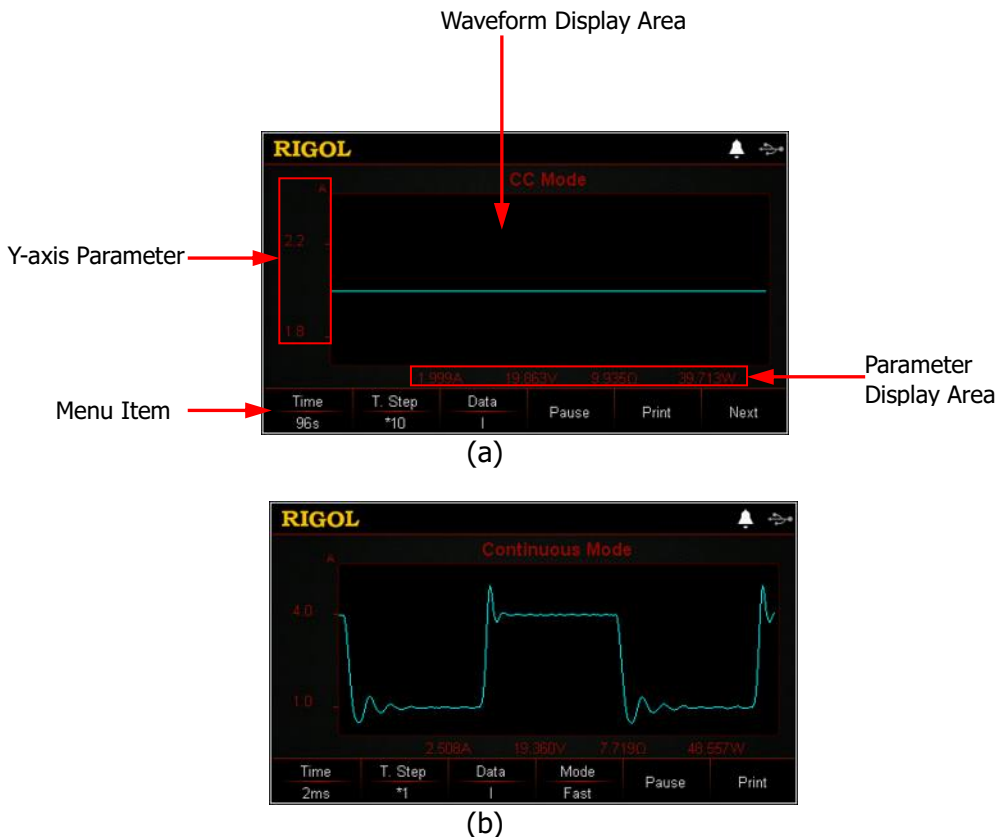 Waveform Display Area
RIGOL
CC Mode
A
2.2
Y-axis Parameter
1.8
1.999A 19.863V 9.935Ω 39.713W
Parameter
Display Area
Menu Item
Time T. Step Data Pause Print Next
96s *10 I
(a)
RIGOL
Continuous Mode
A
4.0
1.0
2.508A 19.360V 7.719Ω 48.557W
Time T. Step Data Mode Pause Print
2ms *1 I Fast
(b)